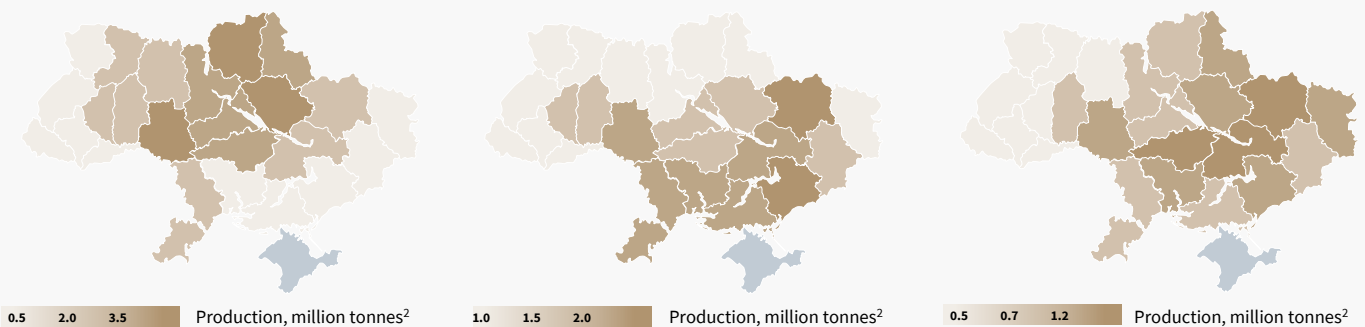 0.5 2.0 3.5 Production, million tonnes²
1.0 1.5 2.0 Production, million tonnes²
0.5 0.7 1.2 Production, million tonnes²